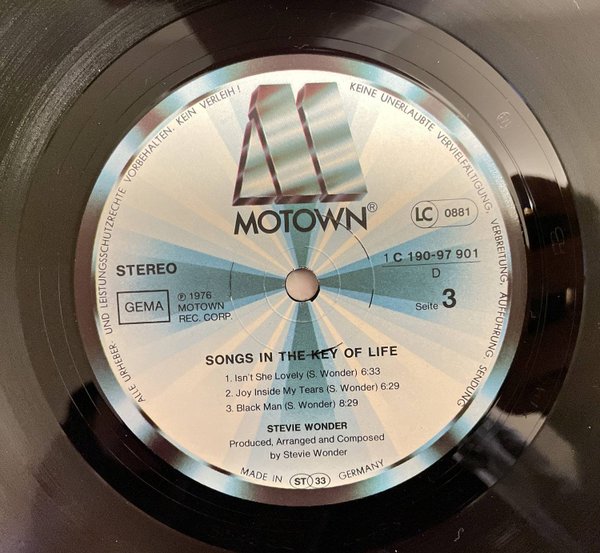 ALLE URHEBER- UND LEISTUNGSSCHUTZRECHTE VORBEHALTEN. KEIN VERLEIH! KEINE UNERLAUBTE VERVIELFÄLTIGUNG, VERBREITUNG, AUFFÜHRUNG, SENDUNG
MOTOWN®
LC 0881
STEREO
1 C 190-97 901
D
GEMA
℗ 1976
MOTOWN
REC. CORP.
Seite 3
SONGS IN THE KEY OF LIFE
1. Isn't She Lovely (S. Wonder) 6:33
2. Joy Inside My Tears (S. Wonder) 6:29
3. Black Man (S. Wonder) 8:29
STEVIE WONDER
Produced, Arranged and Composed
by Stevie Wonder
MADE IN GERMANY
ST 33